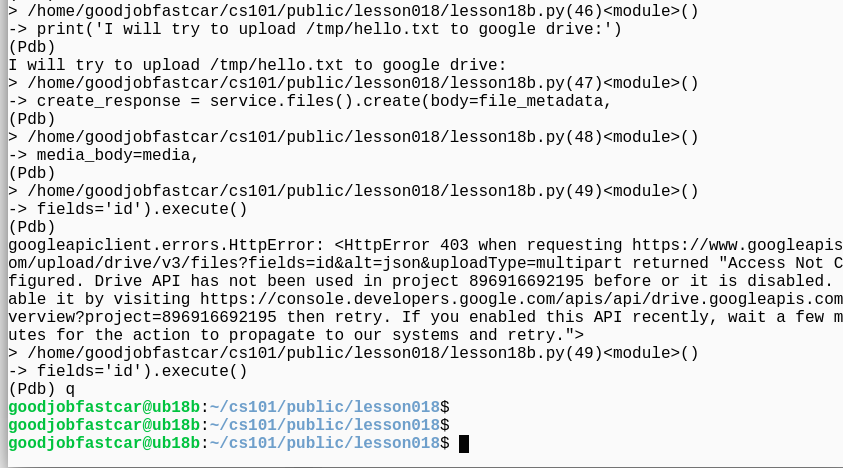 > /home/goodjobfastcar/cs101/public/lesson018/lesson18b.py(46)<module>()
-> print('I will try to upload /tmp/hello.txt to google drive:')
(Pdb)
I will try to upload /tmp/hello.txt to google drive:
> /home/goodjobfastcar/cs101/public/lesson018/lesson18b.py(47)<module>()
-> create_response = service.files().create(body=file_metadata,
(Pdb)
> /home/goodjobfastcar/cs101/public/lesson018/lesson18b.py(48)<module>()
-> media_body=media,
(Pdb)
> /home/goodjobfastcar/cs101/public/lesson018/lesson18b.py(49)<module>()
-> fields='id').execute()
(Pdb)
googleapiclient.errors.HttpError: <HttpError 403 when requesting https://www.googleapis
om/upload/drive/v3/files?fields=id&alt=json&uploadType=multipart returned "Access Not C
figured. Drive API has not been used in project 896916692195 before or it is disabled.
able it by visiting https://console.developers.google.com/apis/api/drive.googleapis.com
verview?project=896916692195 then retry. If you enabled this API recently, wait a few m
utes for the action to propagate to our systems and retry.">
> /home/goodjobfastcar/cs101/public/lesson018/lesson18b.py(49)<module>()
-> fields='id').execute()
(Pdb) q
goodjobfastcar@ub18b:~/cs101/public/lesson018$
goodjobfastcar@ub18b:~/cs101/public/lesson018$
goodjobfastcar@ub18b:~/cs101/public/lesson018$